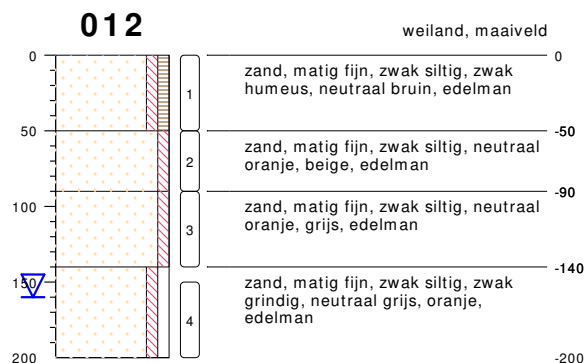 012
weiland, maaiveld
0
0
zand, matig fijn, zwak siltig, zwak
humeus, neutraal bruin, edelman
1
50
-50
zand, matig fijn, zwak siltig, neutraal
oranje, beige, edelman
2
-90
100
zand, matig fijn, zwak siltig, neutraal
oranje, grijs, edelman
3
-140
150
zand, matig fijn, zwak siltig, zwak
grindig, neutraal grijs, oranje,
edelman
4
200
-200